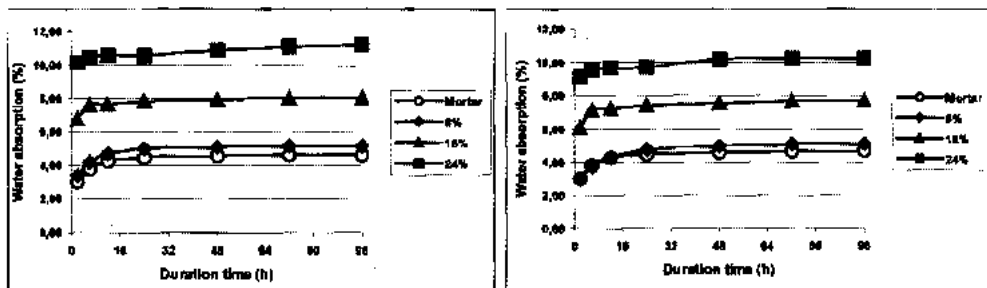 12,00
10,00
8,00
6,00
4,00
2,00
0,00
0 16 32 48 64 80 96
Water absorption (%)
Duration time (h)
Mortar
8%
16%
24%
12,00
10,00
8,00
6,00
4,00
2,00
0,00
0 16 32 48 64 80 96
Water absorption (%)
Duration time (h)
Mortar
8%
16%
24%